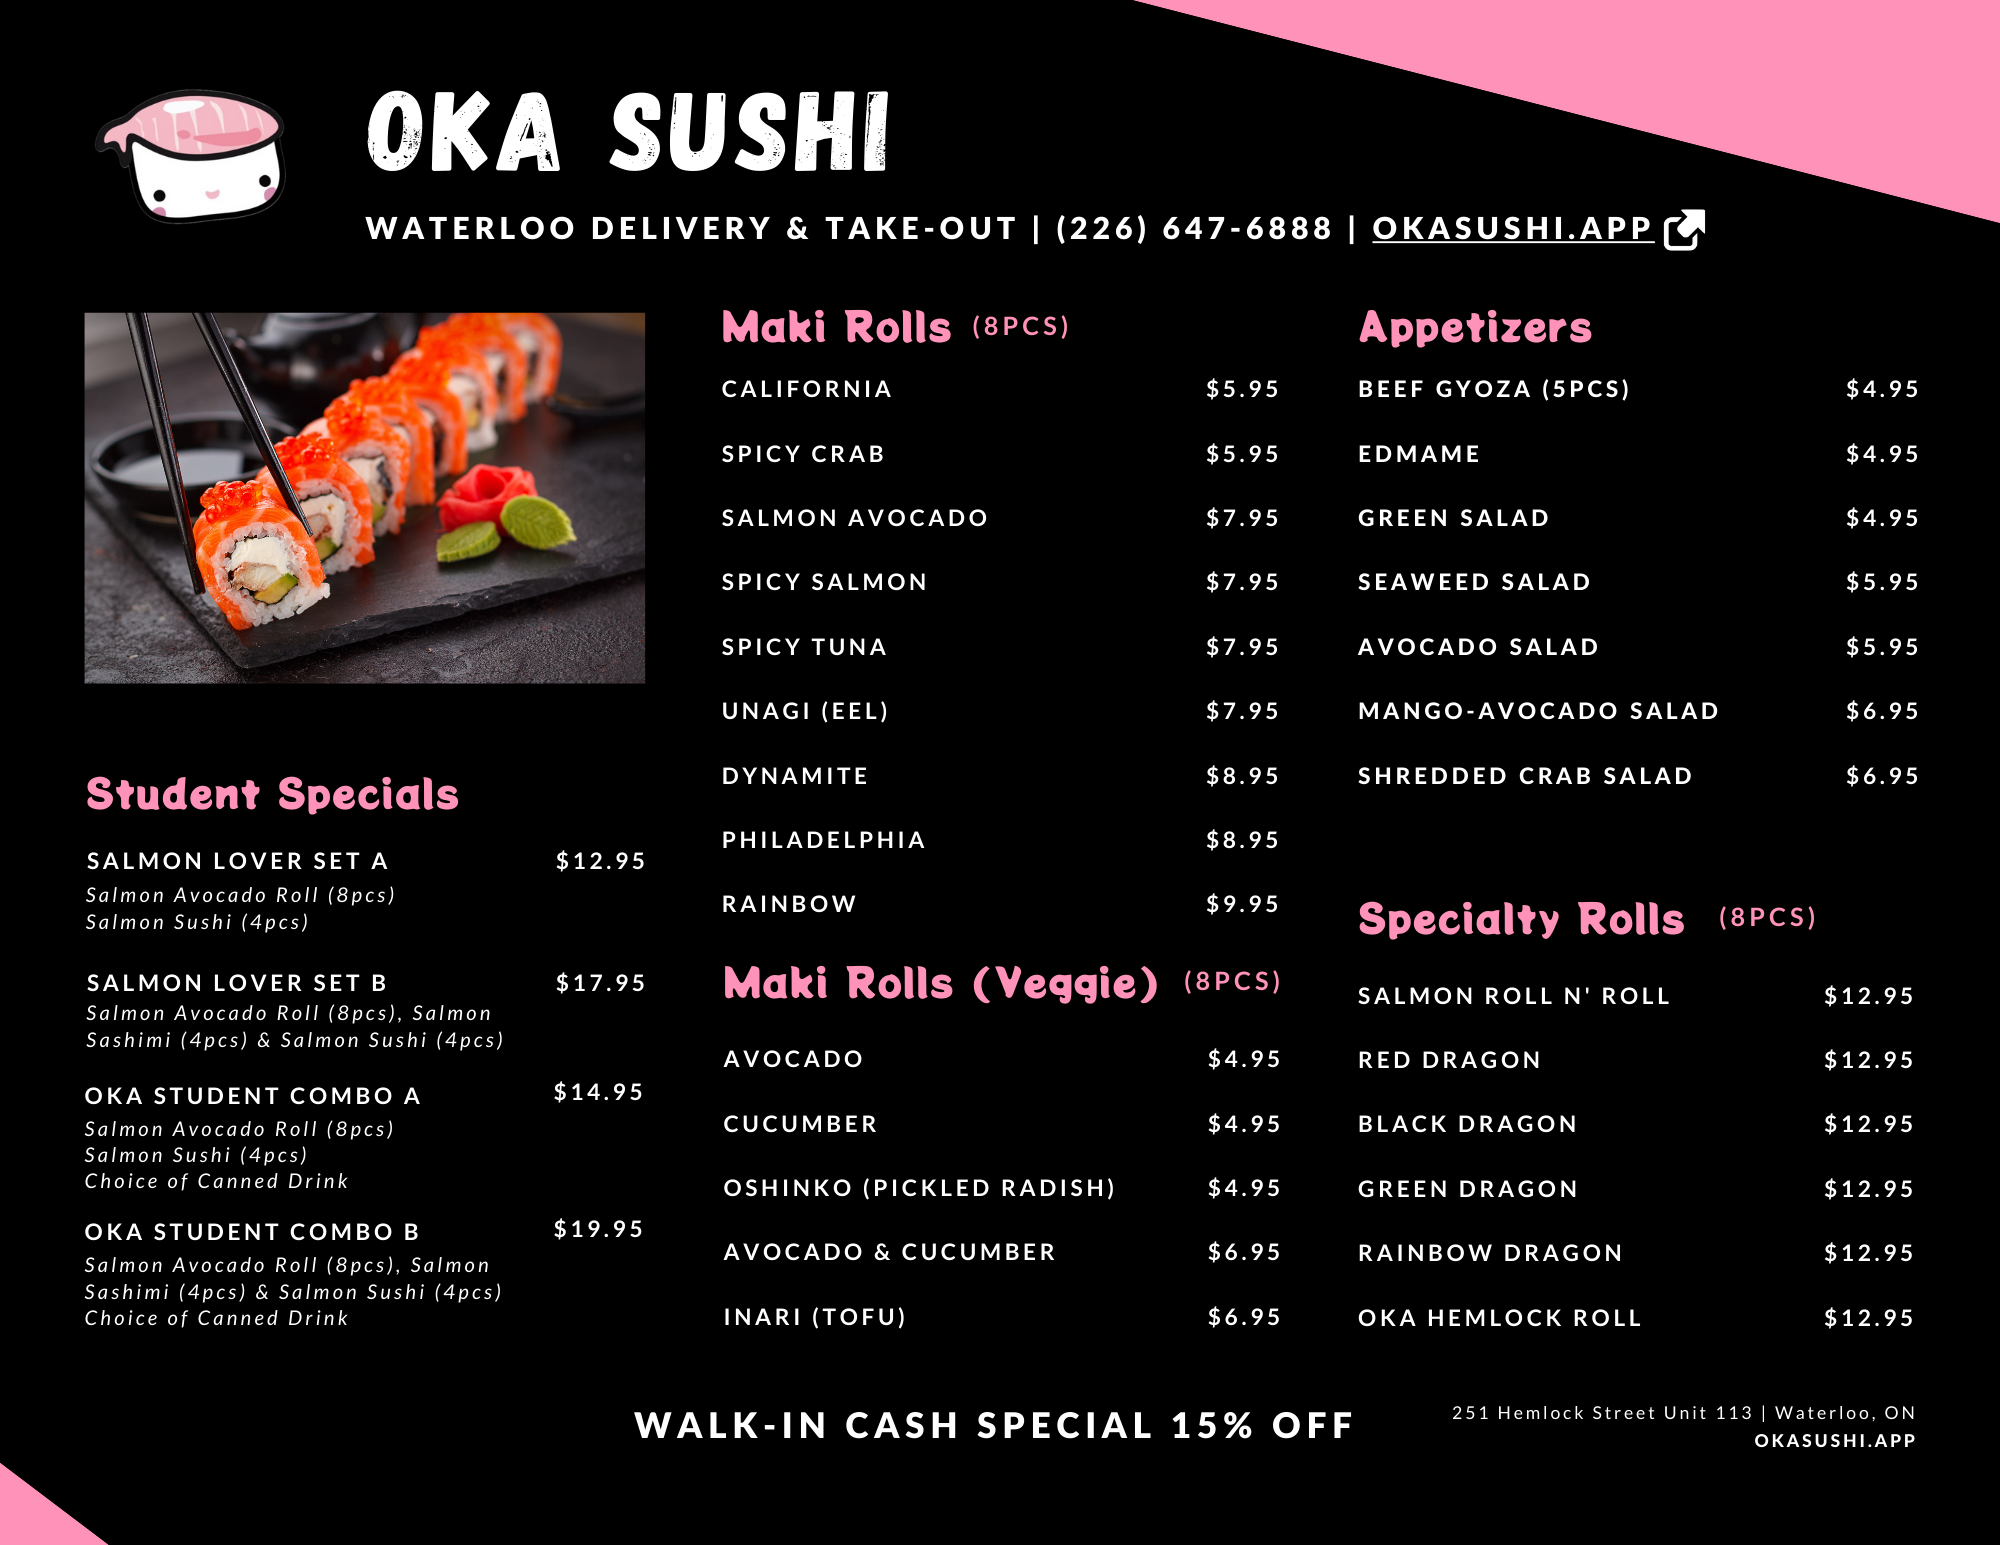 OKA SUSHI
WATERLOO DELIVERY & TAKE-OUT | (226) 647-6888 | OKASUSHI.APP
Student Specials
SALMON LOVER SET A $12.95
Salmon Avocado Roll (8pcs)
Salmon Sushi (4pcs)
SALMON LOVER SET B $17.95
Salmon Avocado Roll (8pcs), Salmon
Sashimi (4pcs) & Salmon Sushi (4pcs)
OKA STUDENT COMBO A $14.95
Salmon Avocado Roll (8pcs)
Salmon Sushi (4pcs)
Choice of Canned Drink
OKA STUDENT COMBO B $19.95
Salmon Avocado Roll (8pcs), Salmon
Sashimi (4pcs) & Salmon Sushi (4pcs)
Choice of Canned Drink
Maki Rolls (8PCS)
CALIFORNIA $5.95
SPICY CRAB $5.95
SALMON AVOCADO $7.95
SPICY SALMON $7.95
SPICY TUNA $7.95
UNAGI (EEL) $7.95
DYNAMITE $8.95
PHILADELPHIA $8.95
RAINBOW $9.95
Maki Rolls (Veggie) (8PCS)
AVOCADO $4.95
CUCUMBER $4.95
OSHINKO (PICKLED RADISH) $4.95
AVOCADO & CUCUMBER $6.95
INARI (TOFU) $6.95
Appetizers
BEEF GYOZA (5PCS) $4.95
EDMAME $4.95
GREEN SALAD $4.95
SEAWEED SALAD $5.95
AVOCADO SALAD $5.95
MANGO-AVOCADO SALAD $6.95
SHREDDED CRAB SALAD $6.95
Specialty Rolls (8PCS)
SALMON ROLL N' ROLL $12.95
RED DRAGON $12.95
BLACK DRAGON $12.95
GREEN DRAGON $12.95
RAINBOW DRAGON $12.95
OKA HEMLOCK ROLL $12.95
WALK-IN CASH SPECIAL 15% OFF
251 Hemlock Street Unit 113 | Waterloo, ON
OKASUSHI.APP